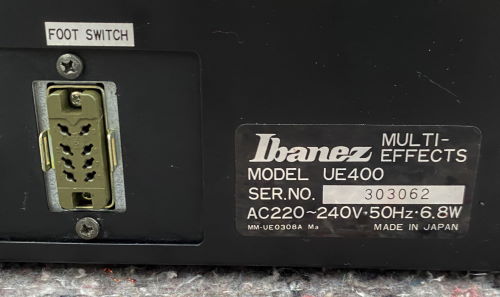 FOOT SWITCH
Ibanez MULTI-EFFECTS
MODEL UE400
SER.NO. 303062
AC220~240V·50Hz·6.8W
MM-UE0308A Ma MADE IN JAPAN